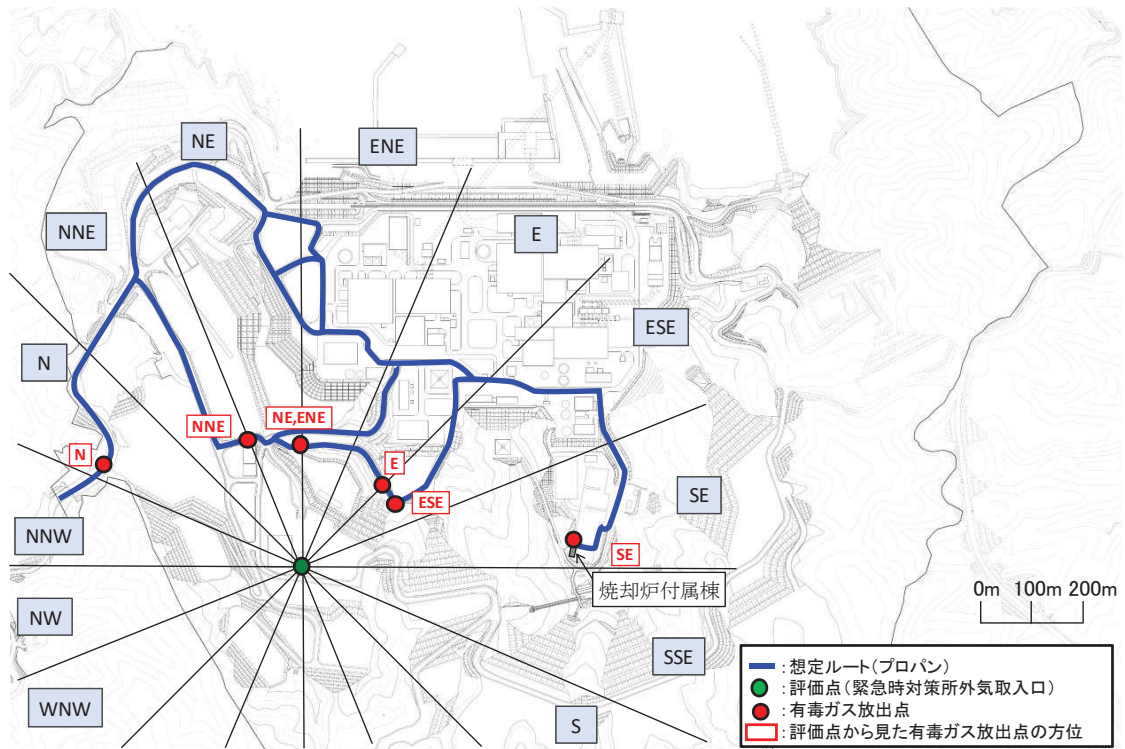 NE
ENE
NNE
E
ESE
N
NNE
NE,ENE
N
E
ESE
SE
NNW
SE
焼却炉付属棟
0m 100m 200m
NW
SSE
WNW
S
:想定ルート(プロパン)
:評価点(緊急時対策所外気取入口)
:有毒ガス放出点
:評価点から見た有毒ガス放出点の方位